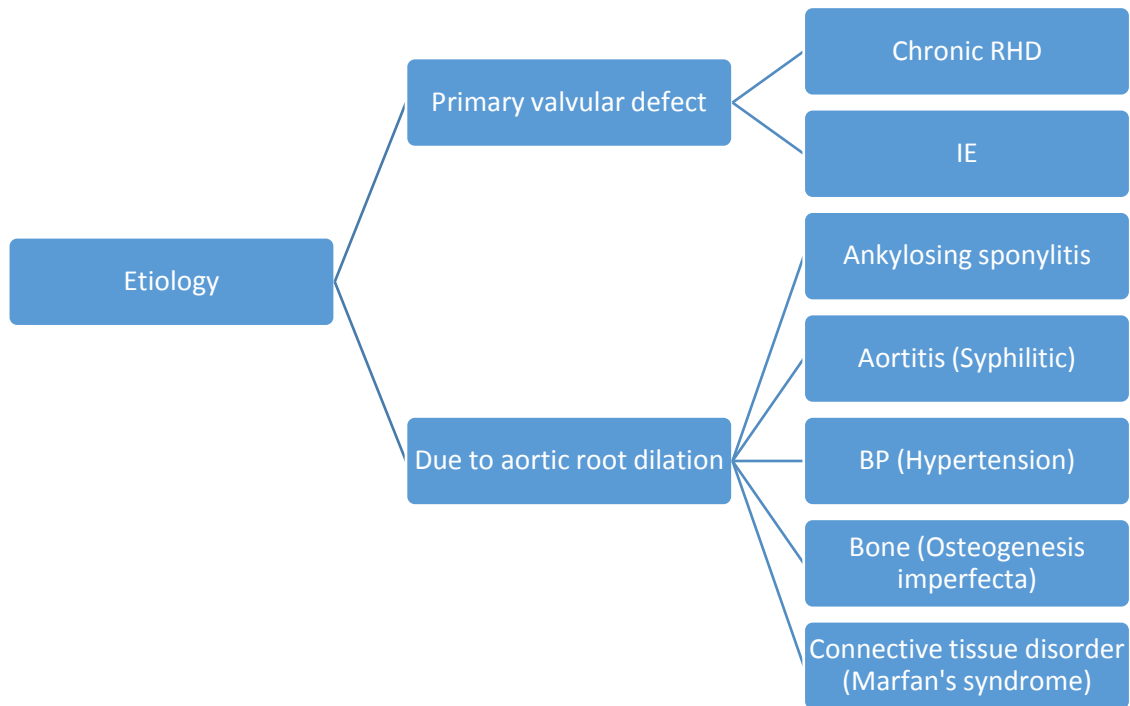 Etiology
Primary valvular defect
Chronic RHD
IE
Due to aortic root dilation
Ankylosing sponylitis
Aortitis (Syphilitic)
BP (Hypertension)
Bone (Osteogenesis
imperfecta)
Connective tissue disorder
(Marfan's syndrome)